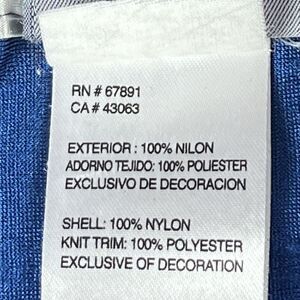 RN # 67891
CA # 43063
EXTERIOR : 100% NILON
ADORNO TEJIDO: 100% POLIESTER
EXCLUSIVO DE DECORACION
SHELL: 100% NYLON
KNIT TRIM: 100% POLYESTER
EXCLUSIVE OF DECORATION